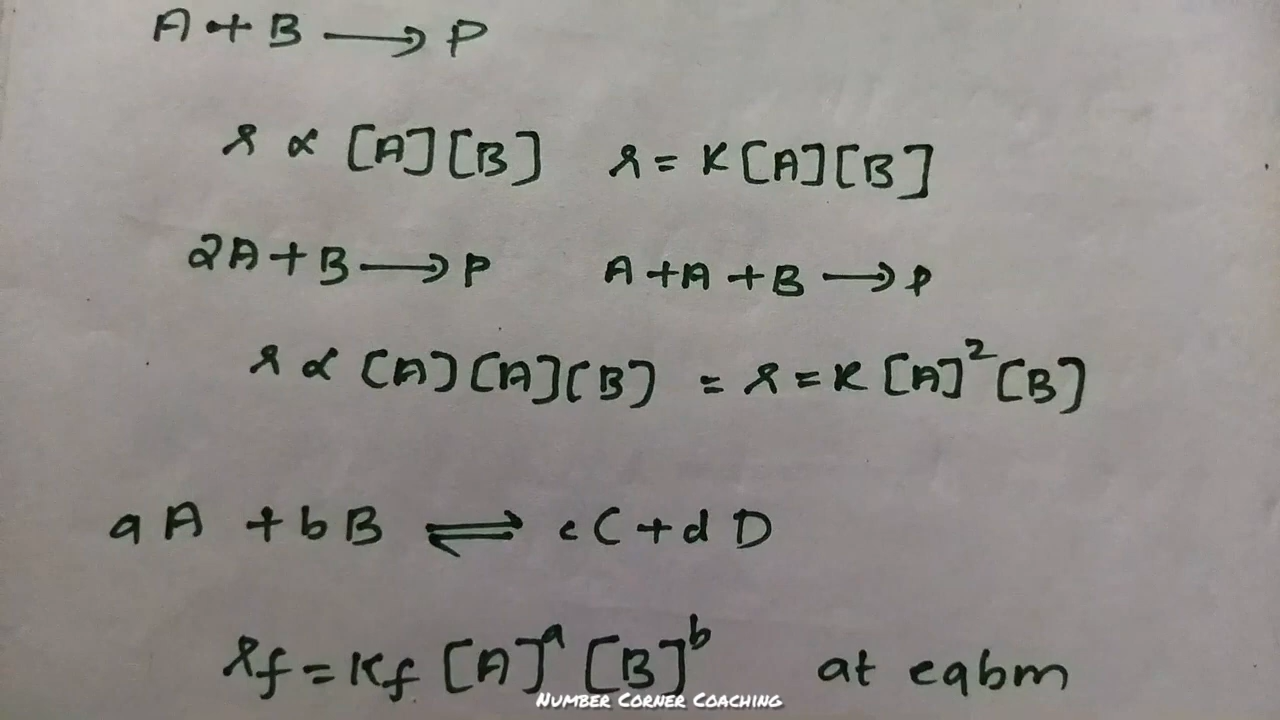 A + B ⟶ P
r ∝ [A][B] r = K[A][B]
2A + B ⟶ P A + A + B ⟶ P
r ∝ [A][A][B] = r = K[A]²[B]
aA + bB ⇌ cC + dD
rf = Kf [A]ᵃ [B]ᵇ at eqbm
NUMBER CORNER COACHING